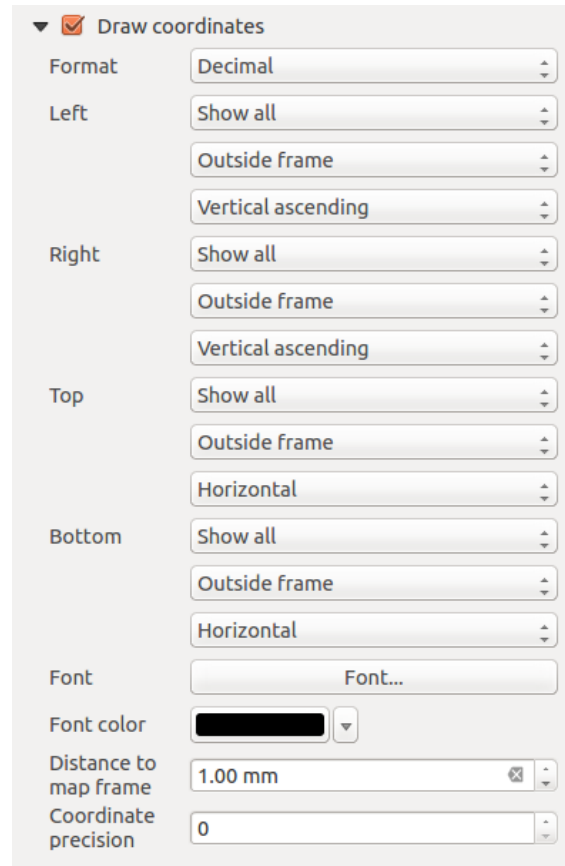 Draw coordinates
Format Decimal
Left Show all
Outside frame
Vertical ascending
Right Show all
Outside frame
Vertical ascending
Top Show all
Outside frame
Horizontal
Bottom Show all
Outside frame
Horizontal
Font Font...
Font color
Distance to
map frame 1.00 mm
Coordinate
precision 0